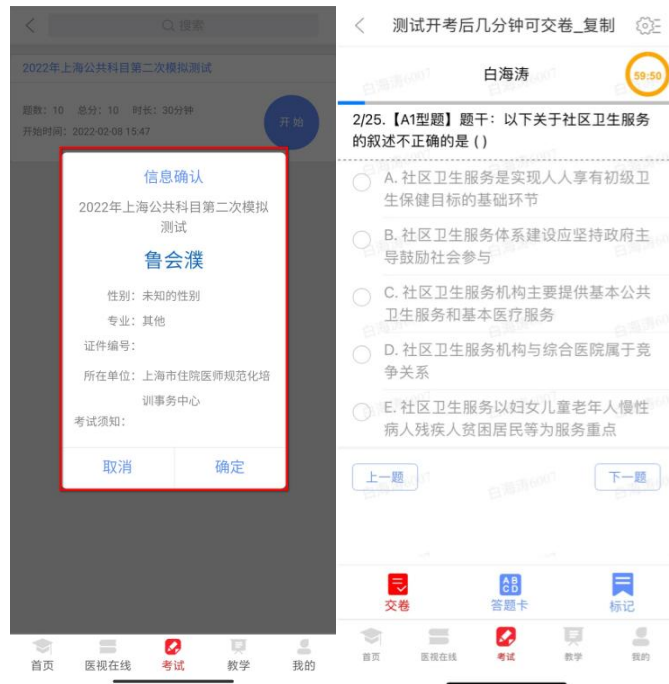 搜索
2022年上海公共科目第二次模拟测试
题数：10 总分：10 时长：30分钟
开始时间：2022-02-08 15:47
开始
信息确认
2022年上海公共科目第二次模拟
测试
鲁会濮
性别：未知的性别
专业：其他
证件编号：
所在单位：上海市住院医师规范化培
训事务中心
考试须知：
取消 确定
首页 医视在线 考试 教学 我的
测试开考后几分钟可交卷_复制
白海涛
59:50
2/25.【A1型题】题干：以下关于社区卫生服务
的叙述不正确的是 ( )
A. 社区卫生服务是实现人人享有初级卫
生保健目标的基础环节
B. 社区卫生服务体系建设应坚持政府主
导鼓励社会参与
C. 社区卫生服务机构主要提供基本公共
卫生服务和基本医疗服务
D. 社区卫生服务机构与综合医院属于竞
争关系
E. 社区卫生服务以妇女儿童老年人慢性
病人残疾人贫困居民等为服务重点
上一题 下一题
白海涛6007
AB
CD
交卷 答题卡 标记
首页 医视在线 考试 教学 我的